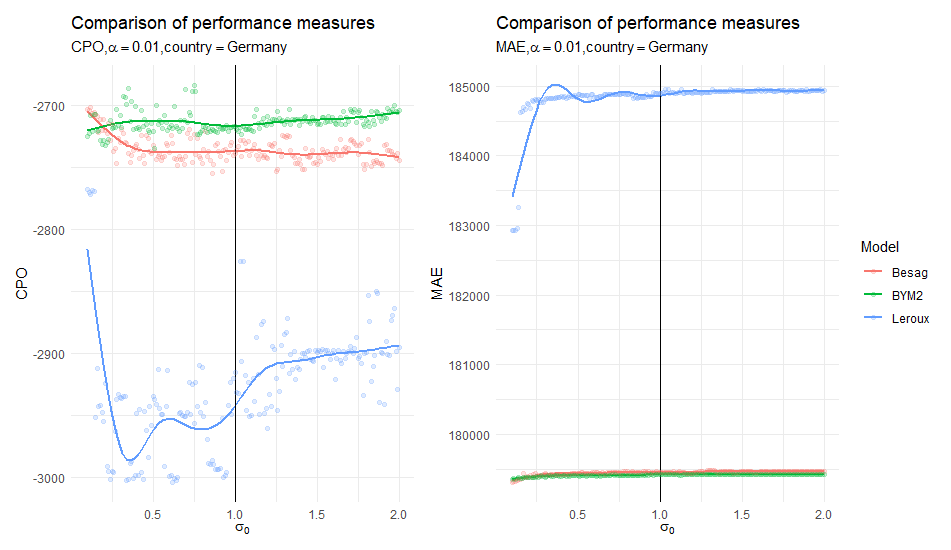 Comparison of performance measures
CPO,α = 0.01,country = Germany
CPO
-2700
-2800
-2900
-3000
0.5
1.0
1.5
2.0
σ0
Comparison of performance measures
MAE,α = 0.01,country = Germany
MAE
185000
184000
183000
182000
181000
180000
0.5
1.0
1.5
2.0
σ0
Model
Besag
BYM2
Leroux